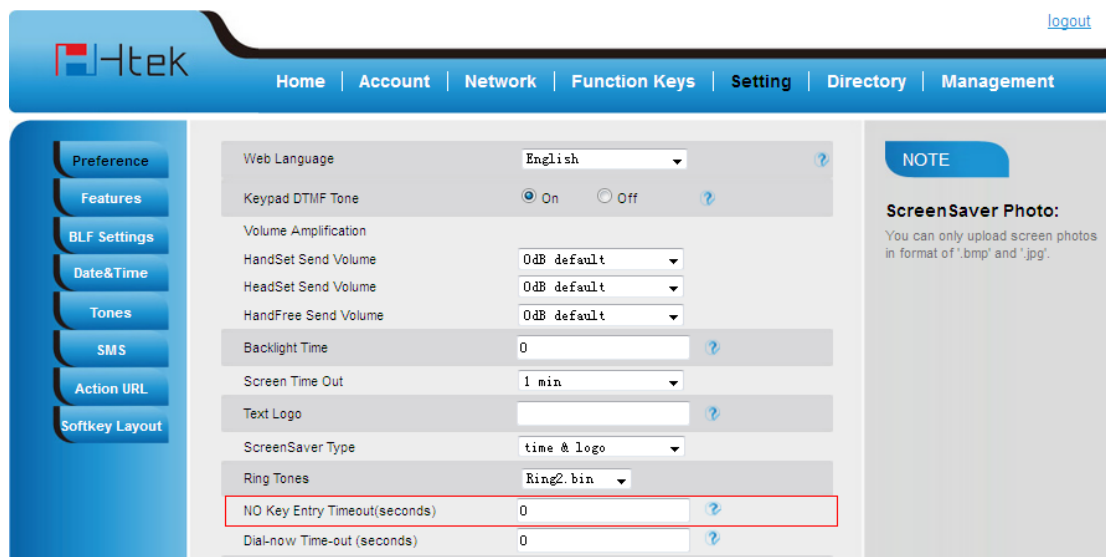 logout
Htek
Home Account Network Function Keys Setting Directory Management
Preference
Features
BLF Settings
Date&Time
Tones
SMS
Action URL
Softkey Layout
Web Language English ?
Keypad DTMF Tone On Off ?
Volume Amplification
HandSet Send Volume 0dB default
HeadSet Send Volume 0dB default
HandFree Send Volume 0dB default
Backlight Time 0 ?
Screen Time Out 1 min
Text Logo ?
ScreenSaver Type time & logo
Ring Tones Ring2.bin
NO Key Entry Timeout(seconds) 0 ?
Dial-now Time-out (seconds) 0 ?
NOTE
ScreenSaver Photo:
You can only upload screen photos
in format of '.bmp' and '.jpg'.